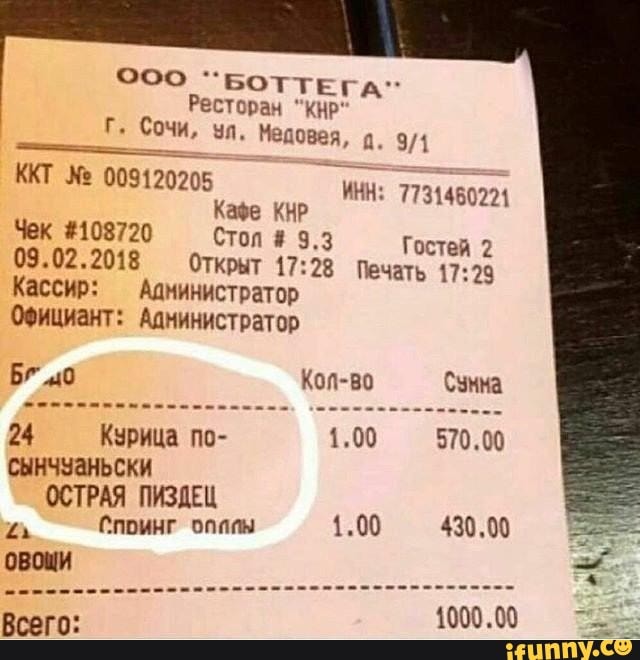 ООО "БОТТЕГА"
Ресторан "КНР"
г. Сочи, ул. Медовея, д. 9/1
ККТ № 009120205 ИНН: 7731460221
Кафе КНР
Чек #108720 Стол # 9.3 Гостей 2
09.02.2018 Открыт 17:28 Печать 17:29
Кассир: Администратор
Официант: Администратор
Блюдо Кол-во Сумма
24 Курица по- 1.00 570.00
сынчуаньски
ОСТРАЯ ПИЗДЕЦ
21 Спринг роллы 1.00 430.00
овощи
Всего: 1000.00
ifunny.co